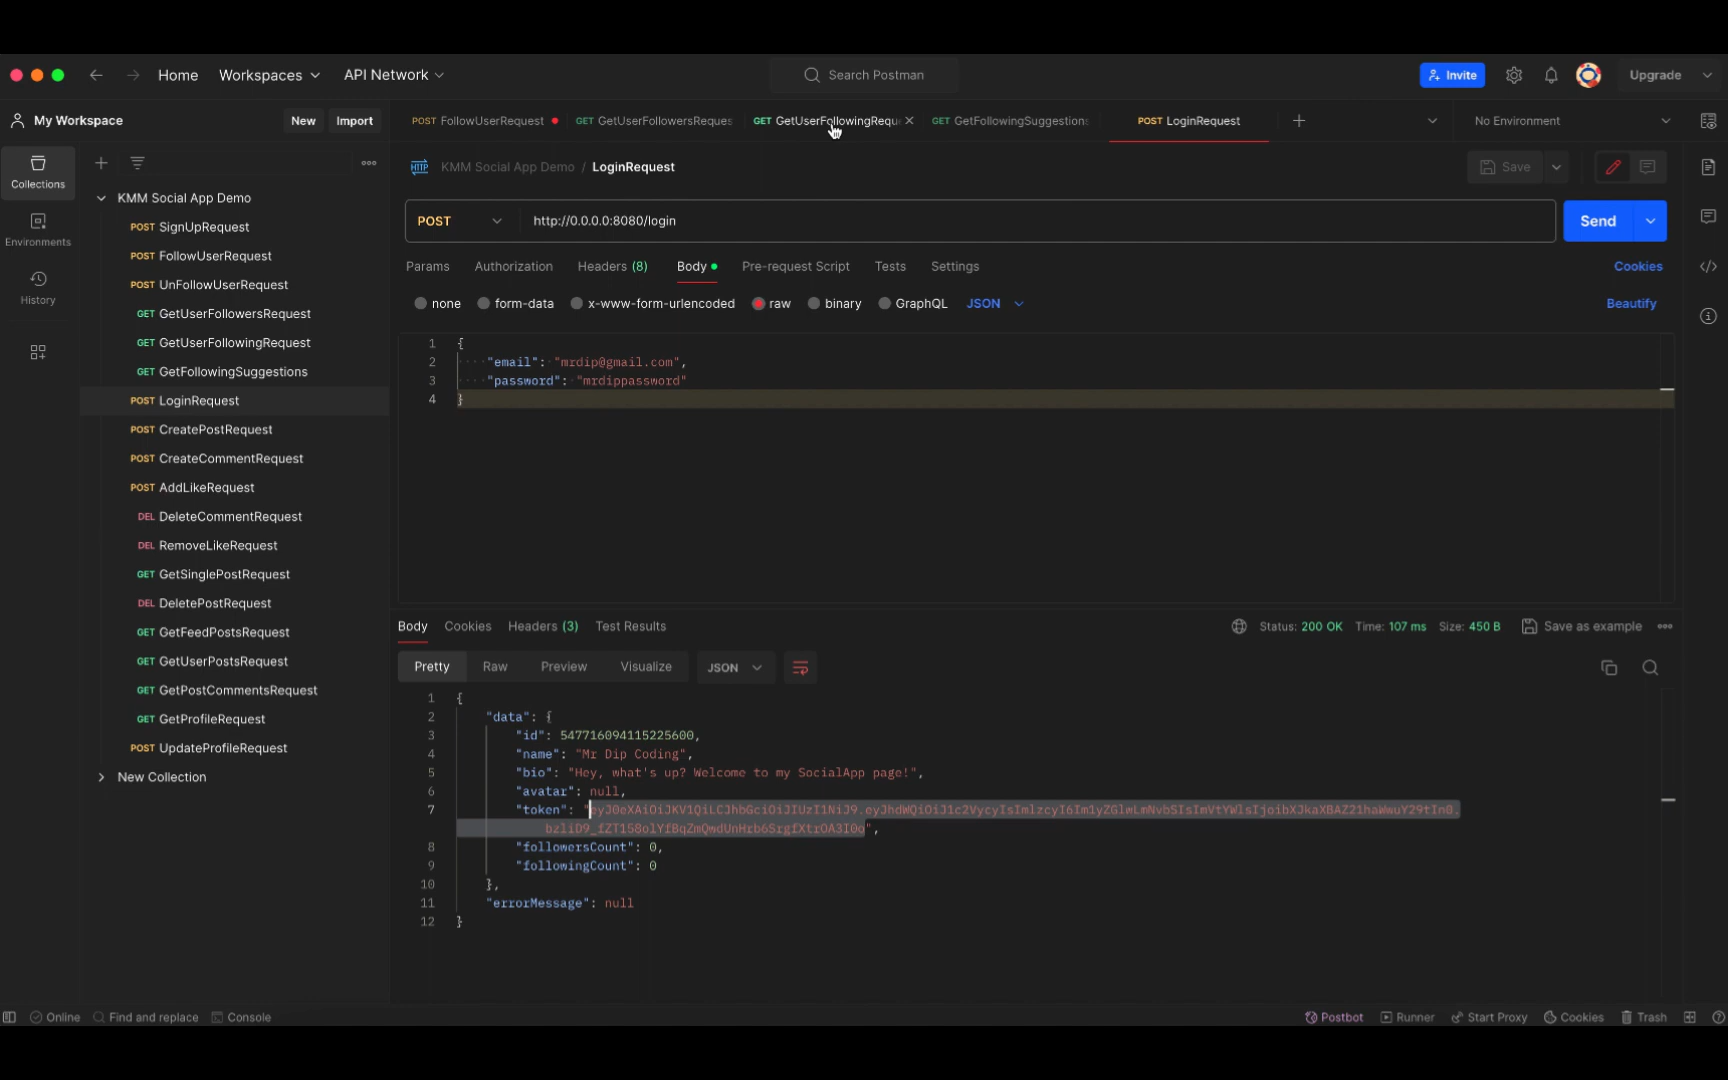 Home Workspaces API Network Search Postman Invite Upgrade
My Workspace New Import POST FollowUserRequest GET GetUserFollowersReques GET GetUserFollowingRequ GET GetFollowingSuggestions POST LoginRequest No Environment
Collections
Environments
History
KMM Social App Demo
POST SignUpRequest
POST FollowUserRequest
POST UnFollowUserRequest
GET GetUserFollowersRequest
GET GetUserFollowingRequest
GET GetFollowingSuggestions
POST LoginRequest
POST CreatePostRequest
POST CreateCommentRequest
POST AddLikeRequest
DEL DeleteCommentRequest
DEL RemoveLikeRequest
GET GetSinglePostRequest
DEL DeletePostRequest
GET GetFeedPostsRequest
GET GetUserPostsRequest
GET GetPostCommentsRequest
GET GetProfileRequest
POST UpdateProfileRequest
New Collection
HTTP KMM Social App Demo / LoginRequest Save
POST http://0.0.0.0:8080/login Send
Params Authorization Headers (8) Body Pre-request Script Tests Settings Cookies
none form-data x-www-form-urlencoded raw binary GraphQL JSON Beautify
1 {
2 "email": "mrdip@gmail.com",
3 "password": "mrdippassword"
4 }
Body Cookies Headers (3) Test Results Status: 200 OK Time: 107 ms Size: 450 B Save as example
Pretty Raw Preview Visualize JSON
1 {
2 "data": {
3 "id": 547716094115225600,
4 "name": "Mr Dip Coding",
5 "bio": "Hey, what's up? Welcome to my SocialApp page!",
6 "avatar": null,
7 "token":
8 "followersCount": 0,
9 "followingCount": 0
10 },
11 "errorMessage": null
12 }
Online Find and replace Console Postbot Runner Start Proxy Cookies Trash